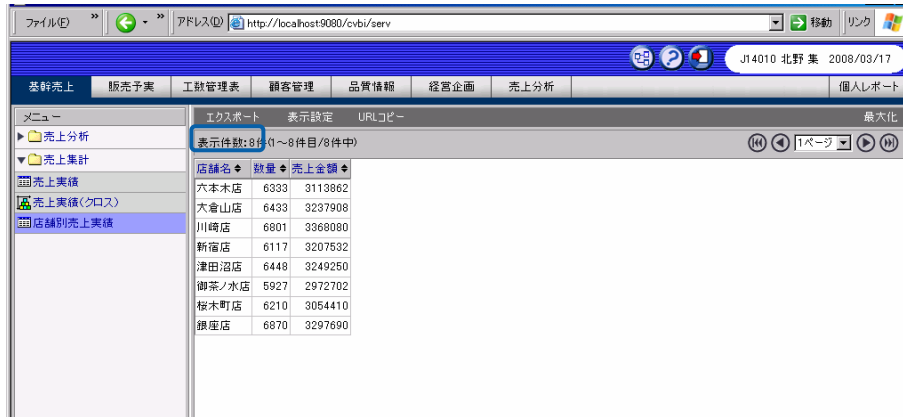 ファイル(F) » » アドレス(D) http://localhost:9080/cvbi/serv 移動 リンク
J14010 北野 集 2008/03/17
基幹売上 販売予実 工数管理表 顧客管理 品質情報 経営企画 売上分析 個人レポート
メニュー エクスポート 表示設定 URLコピー 最大化
▶売上分析 表示件数:8件(1～8件目/8件中) 1ページ
▼売上集計
売上実績
売上実績(クロス)
店舗別売上実績
店舗名 数量 売上金額
六本木店 6333 3113862
大倉山店 6433 3237908
川崎店 6801 3368080
新宿店 6117 3207532
津田沼店 6448 3249250
御茶ノ水店 5927 2972702
桜木町店 6210 3054410
銀座店 6870 3297690